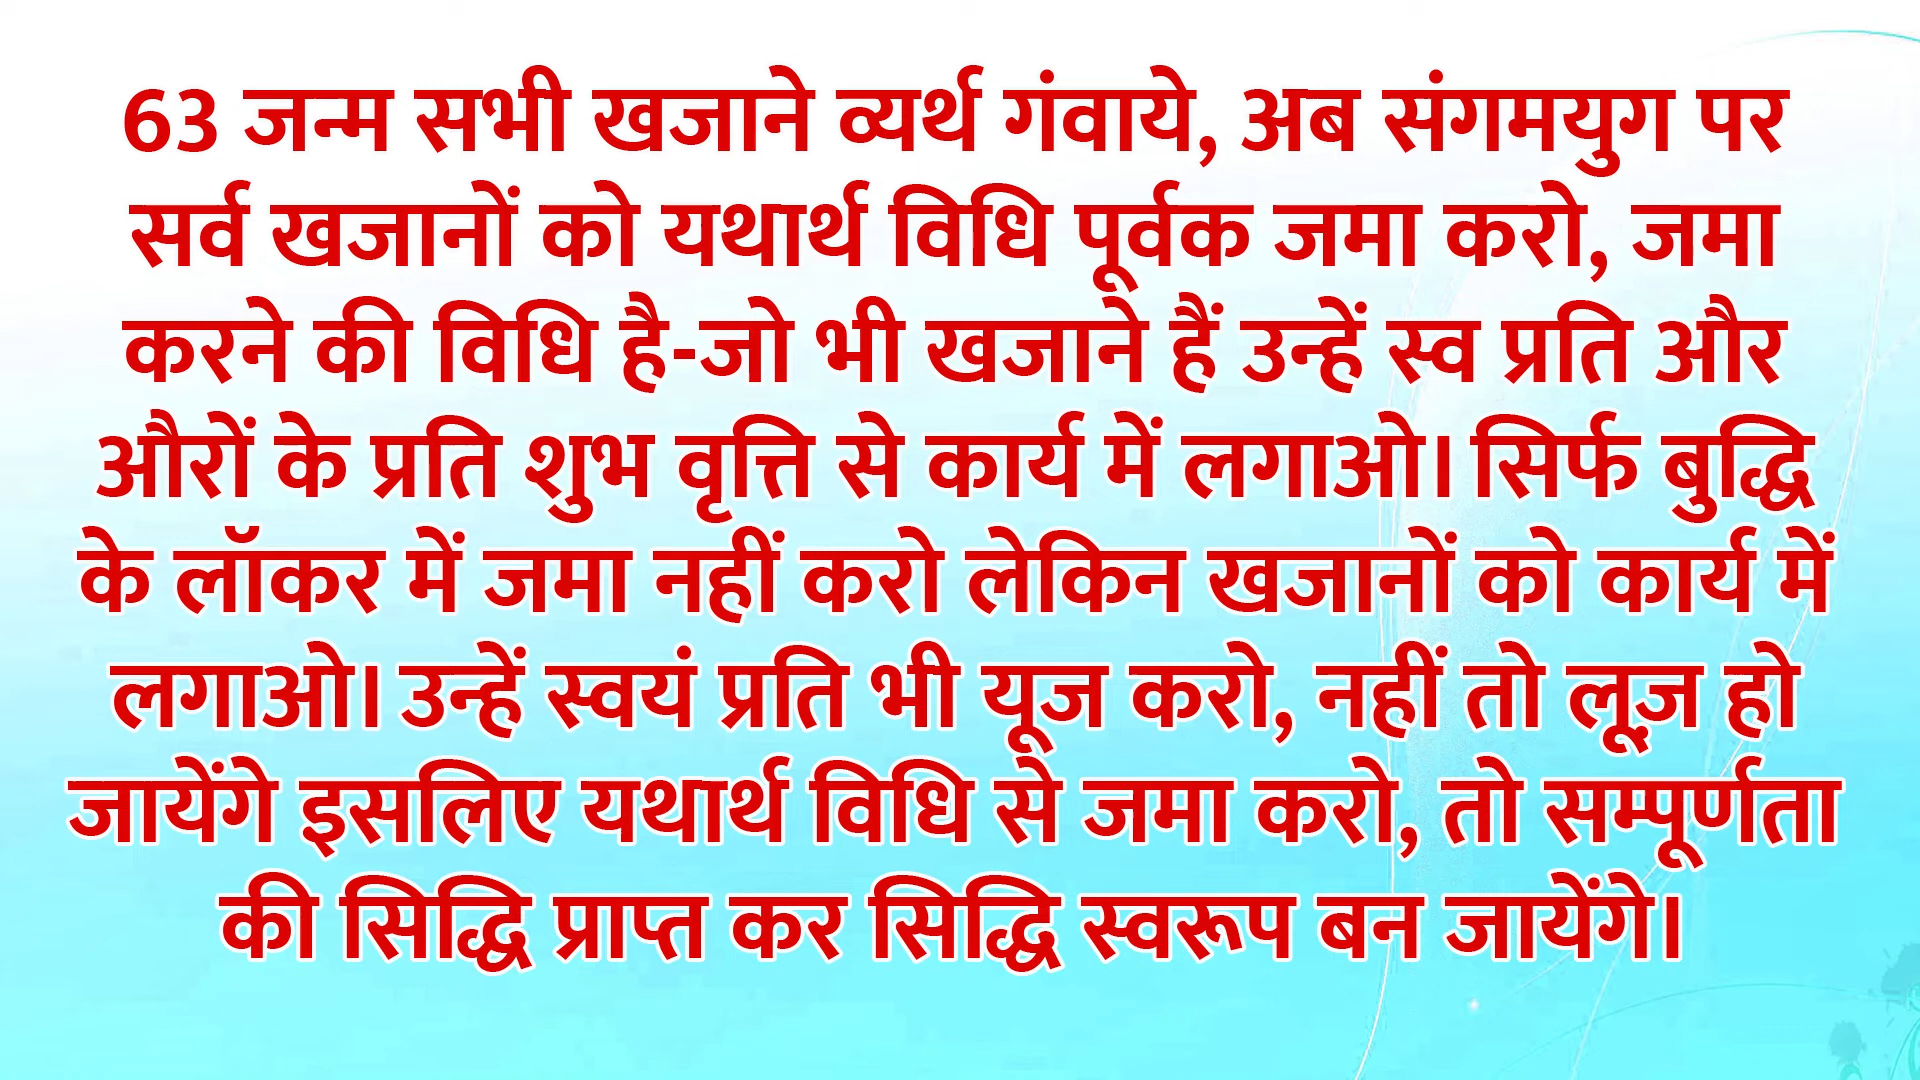 63 जन्म सभी खजाने व्यर्थ गंवाये, अब संगमयुग पर
सर्व खजानों को यथार्थ विधि पूर्वक जमा करो, जमा
करने की विधि है-जो भी खजाने हैं उन्हें स्व प्रति और
औरों के प्रति शुभ वृत्ति से कार्य में लगाओ। सिर्फ बुद्धि
के लॉकर में जमा नहीं करो लेकिन खजानों को कार्य में
लगाओ। उन्हें स्वयं प्रति भी यूज करो, नहीं तो लूज़ हो
जायेंगे इसलिए यथार्थ विधि से जमा करो, तो सम्पूर्णता
की सिद्धि प्राप्त कर सिद्धि स्वरूप बन जायेंगे।